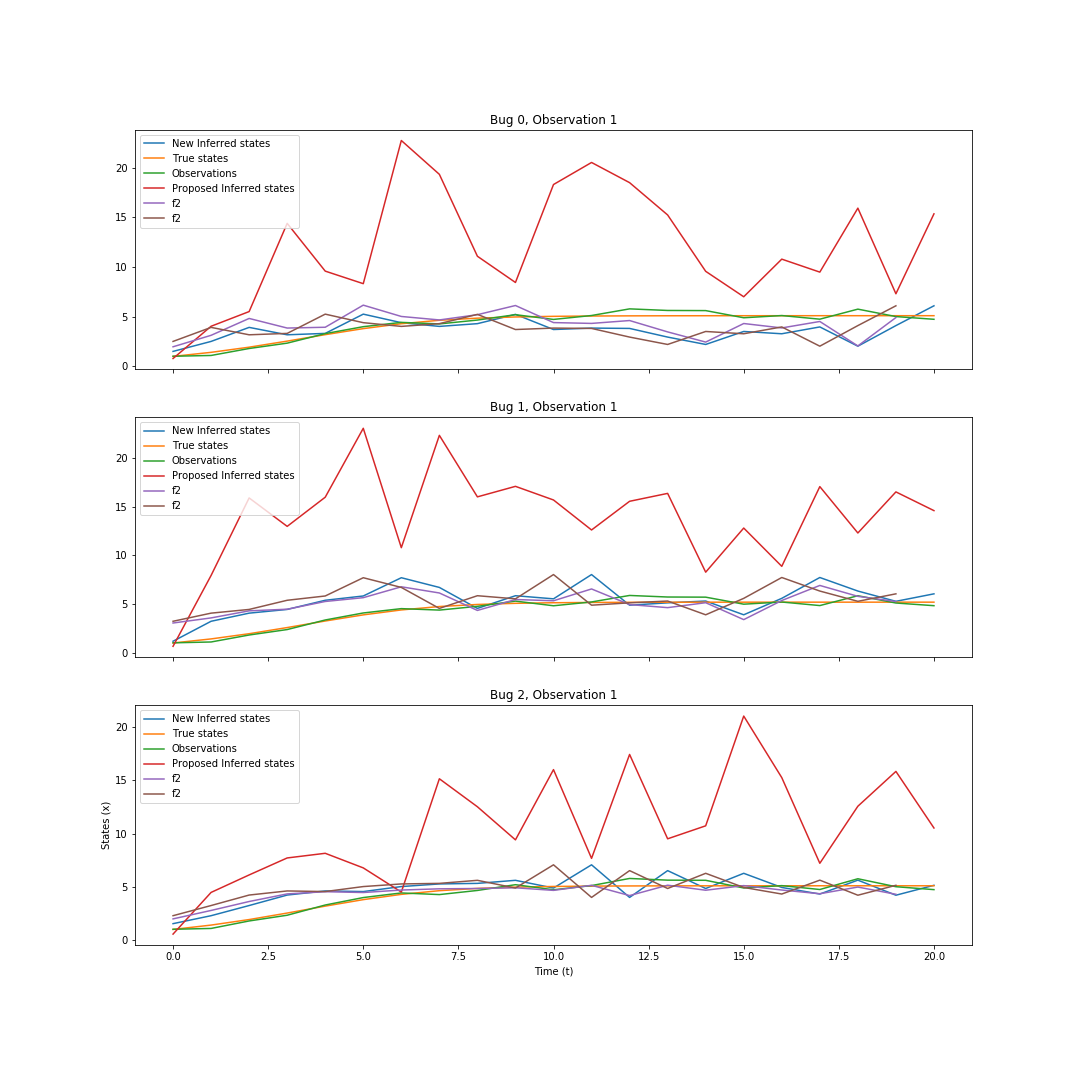 Bug 0, Observation 1
New Inferred states
True states
Observations
Proposed Inferred states
f2
f2
20
15
10
5
0
Bug 1, Observation 1
New Inferred states
True states
Observations
Proposed Inferred states
f2
f2
20
15
10
5
0
Bug 2, Observation 1
New Inferred states
True states
Observations
Proposed Inferred states
f2
f2
States (x)
20
15
10
5
0
0.0 2.5 5.0 7.5 10.0 12.5 15.0 17.5 20.0
Time (t)